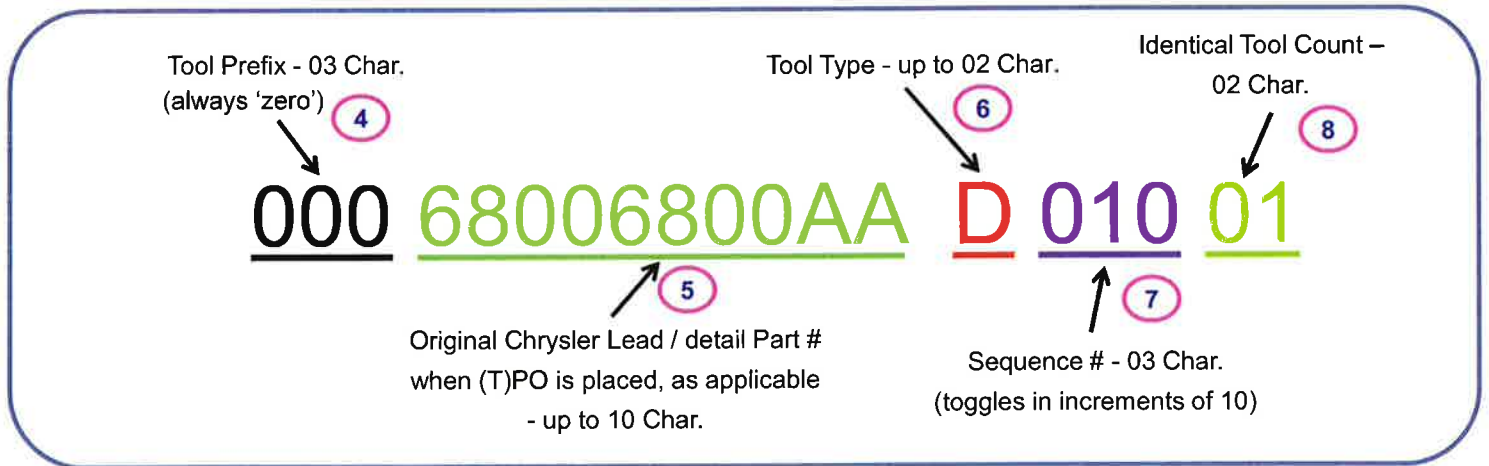 Tool Prefix - 03 Char.
(always ‘zero’)
4
Tool Type - up to 02 Char.
6
Identical Tool Count –
02 Char.
8
000 68006800AA D 010 01
5
Original Chrysler Lead / detail Part #
when (T)PO is placed, as applicable
- up to 10 Char.
7
Sequence # - 03 Char.
(toggles in increments of 10)